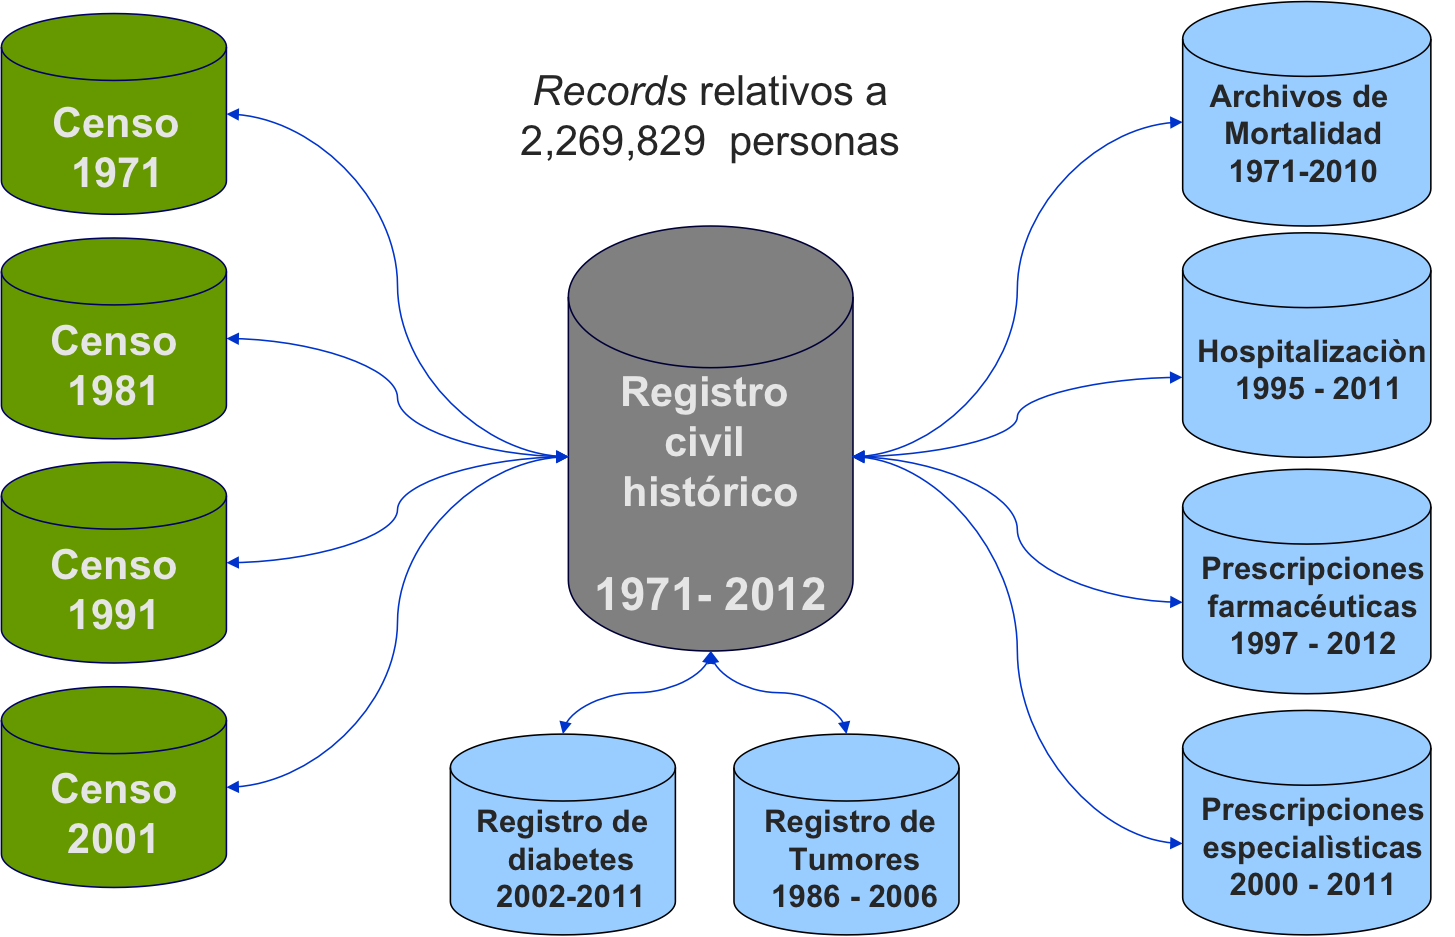 Records relativos a
2,269,829 personas
Censo
1971
Censo
1981
Censo
1991
Censo
2001
Registro
civil
histórico
1971- 2012
Registro de
diabetes
2002-2011
Registro de
Tumores
1986 - 2006
Archivos de
Mortalidad
1971-2010
Hospitalizaciòn
1995 - 2011
Prescripciones
farmacéuticas
1997 - 2012
Prescripciones
especialìsticas
2000 - 2011